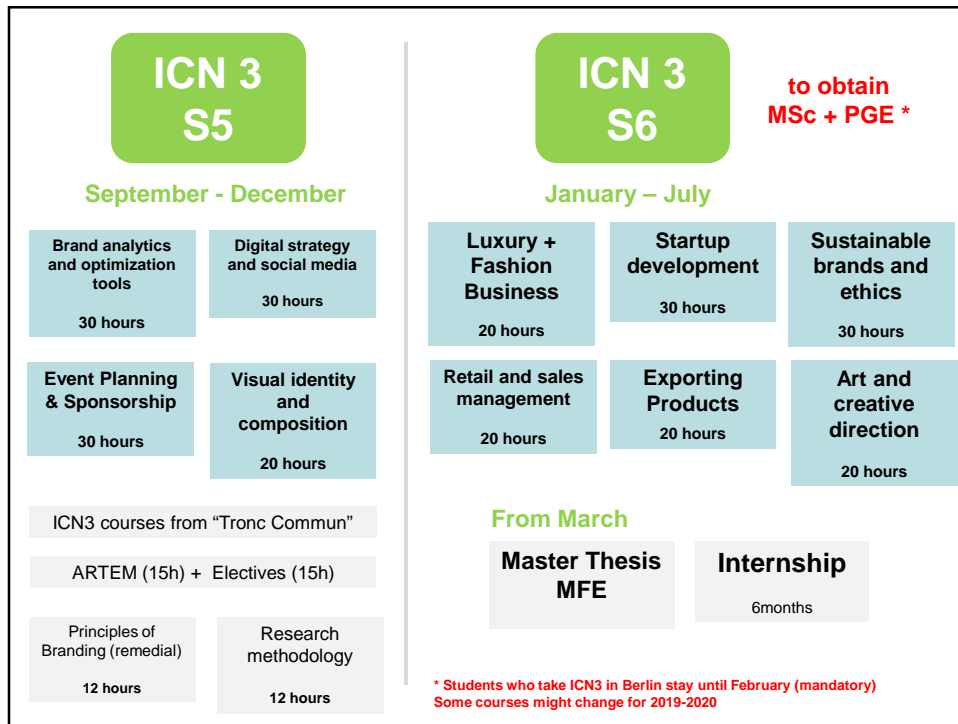 ICN 3
S5
September - December
Brand analytics
and optimization
tools
30 hours
Digital strategy
and social media
30 hours
Event Planning
& Sponsorship
30 hours
Visual identity
and
composition
20 hours
ICN3 courses from “Tronc Commun”
ARTEM (15h) + Electives (15h)
Principles of
Branding (remedial)
12 hours
Research
methodology
12 hours
ICN 3
S6
to obtain
MSc + PGE *
January – July
Luxury +
Fashion
Business
20 hours
Startup
development
30 hours
Sustainable
brands and
ethics
30 hours
Retail and sales
management
20 hours
Exporting
Products
20 hours
Art and
creative
direction
20 hours
From March
Master Thesis
MFE
Internship
6months
* Students who take ICN3 in Berlin stay until February (mandatory)
Some courses might change for 2019-2020